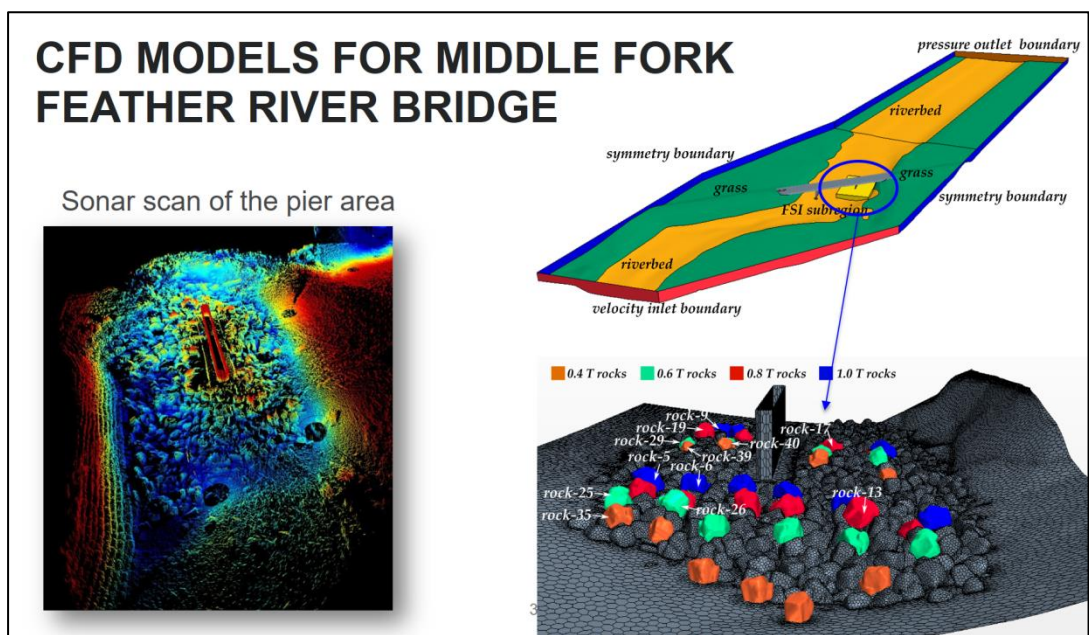 CFD MODELS FOR MIDDLE FORK
FEATHER RIVER BRIDGE
Sonar scan of the pier area
pressure outlet boundary
riverbed
symmetry boundary
grass
grass
symmetry boundary
FSI subregion
riverbed
velocity inlet boundary
0.4 T rocks
0.6 T rocks
0.8 T rocks
1.0 T rocks
rock-9
rock-19
rock-17
rock-29
rock-40
rock-39
rock-5
rock-6
rock-25
rock-13
rock-26
rock-35
3